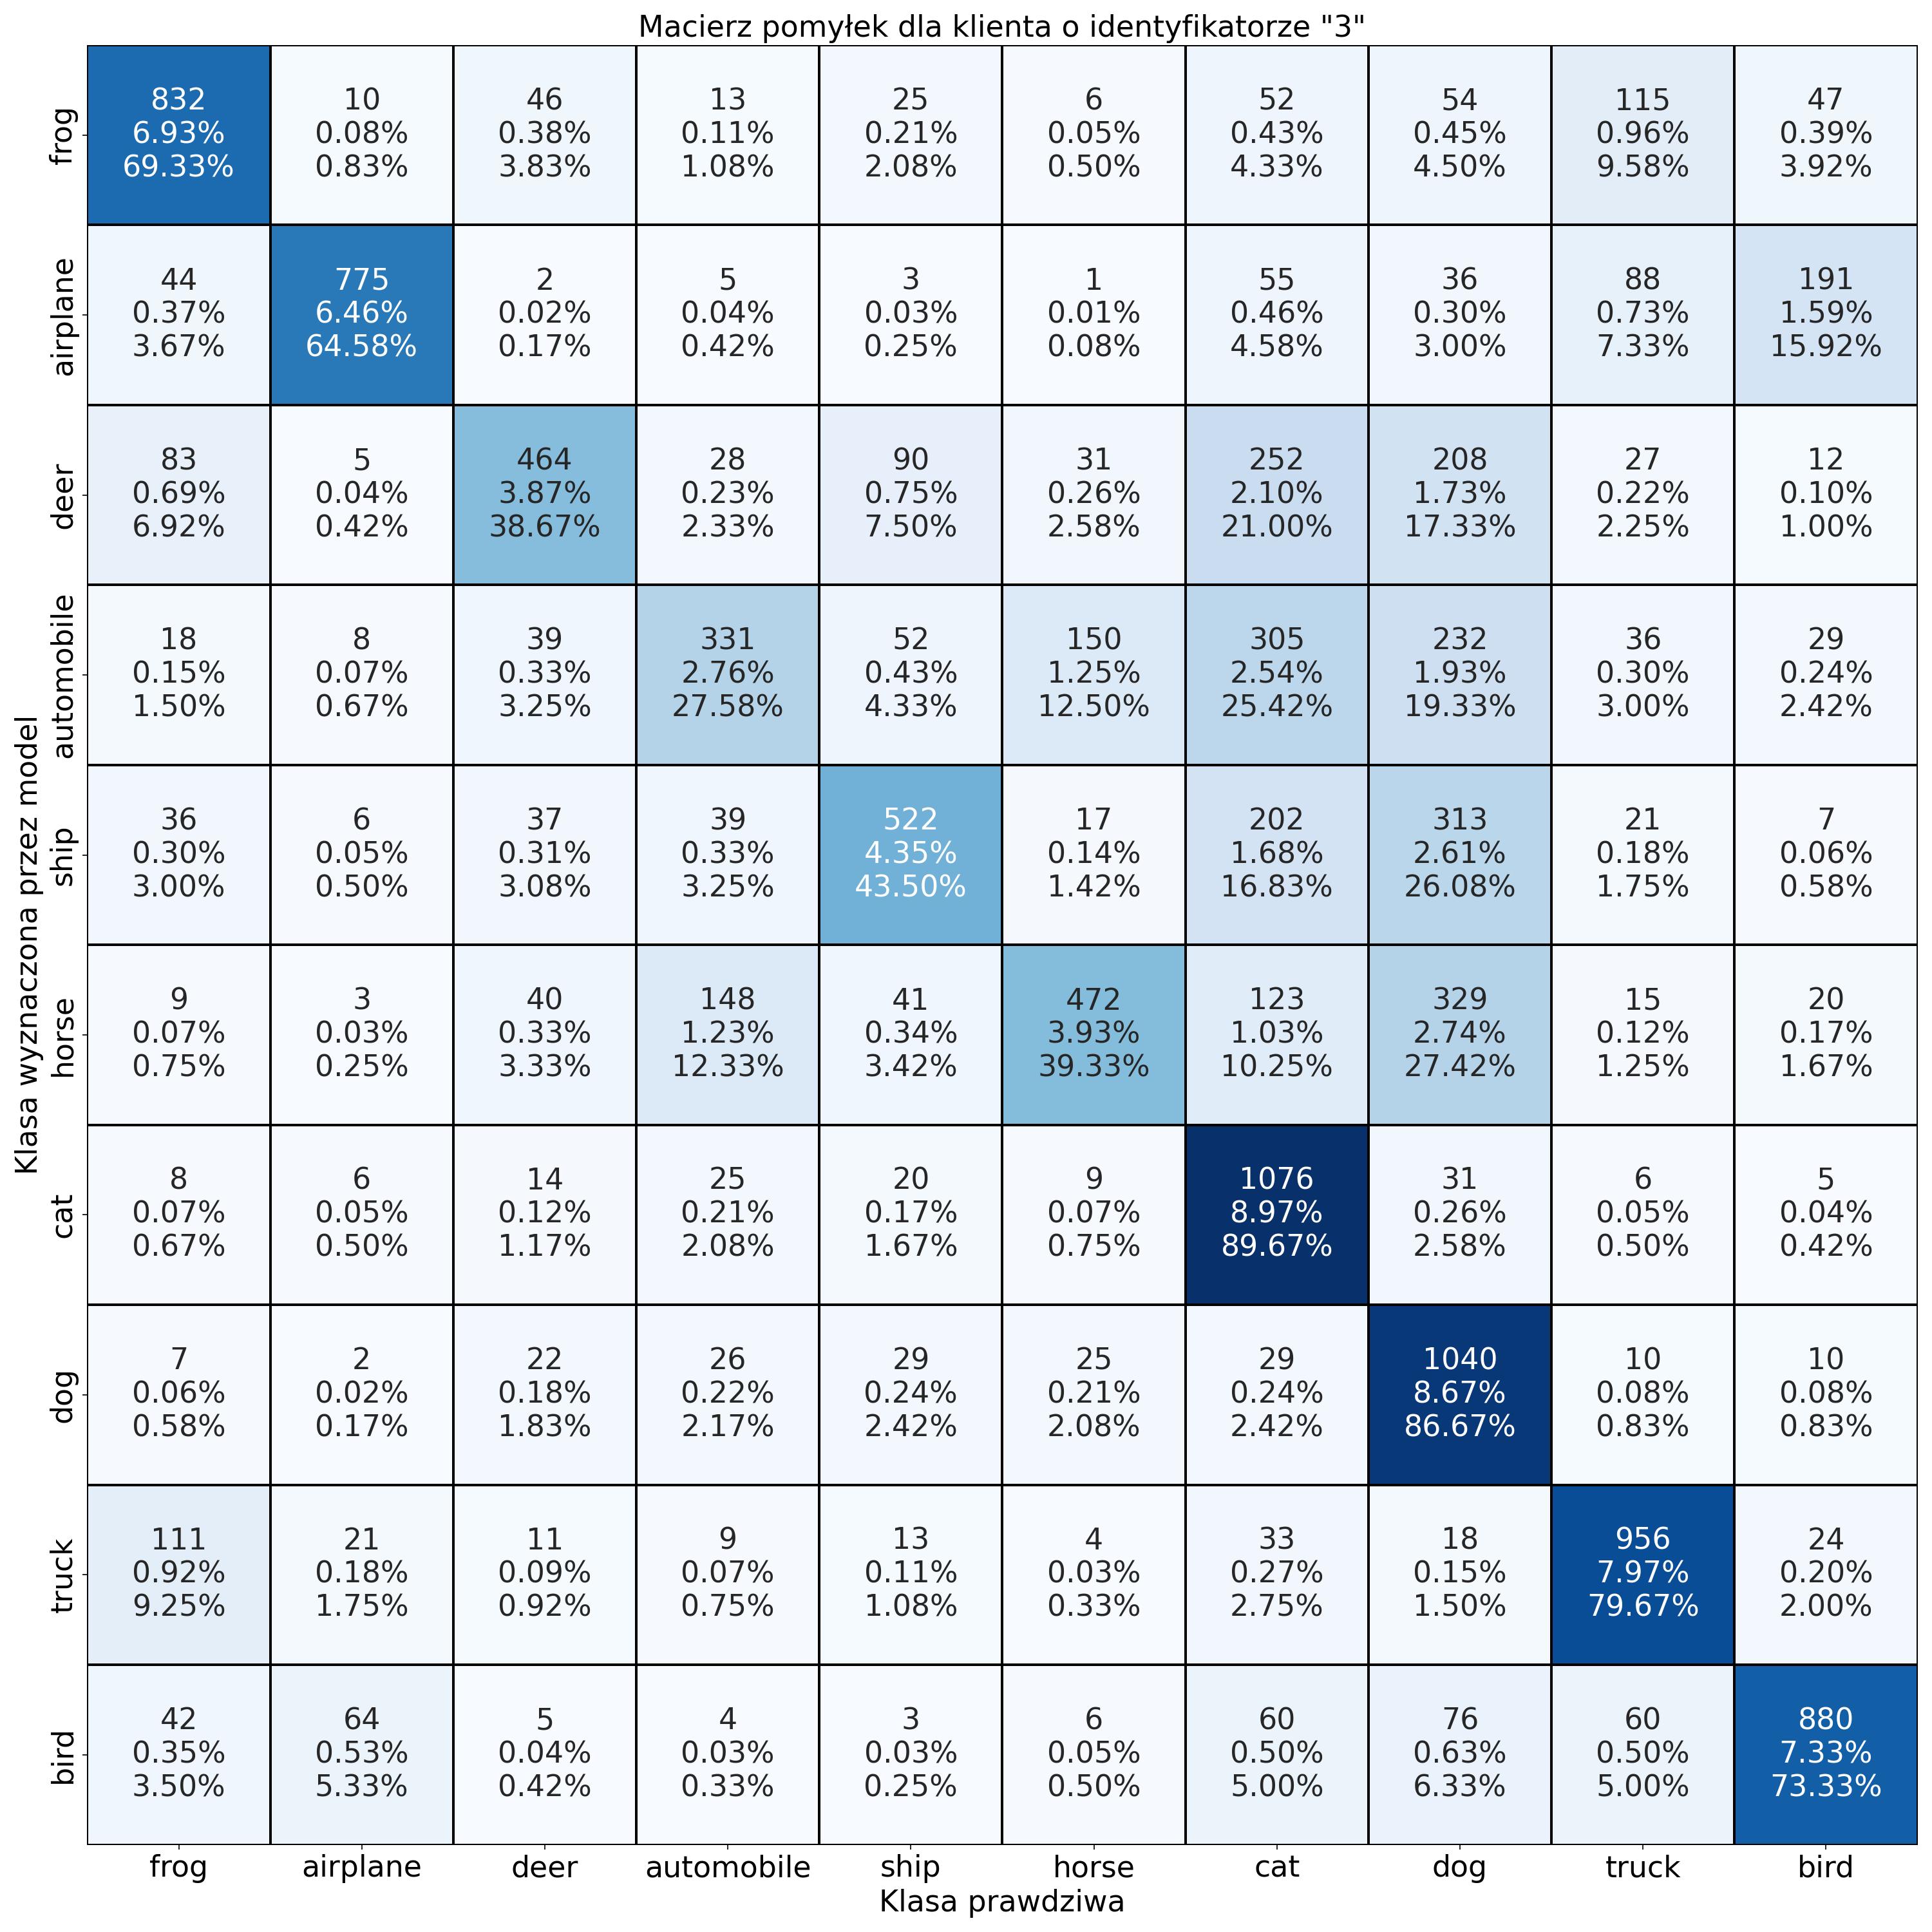 Macierz pomyłek dla klienta o identyfikatorze "3"
Klasa wyznaczona przez model
frog
832 10 46 13 25 6 52 54 115 47
6.93% 0.08% 0.38% 0.11% 0.21% 0.05% 0.43% 0.45% 0.96% 0.39%
69.33% 0.83% 3.83% 1.08% 2.08% 0.50% 4.33% 4.50% 9.58% 3.92%
airplane
44 775 2 5 3 1 55 36 88 191
0.37% 6.46% 0.02% 0.04% 0.03% 0.01% 0.46% 0.30% 0.73% 1.59%
3.67% 64.58% 0.17% 0.42% 0.25% 0.08% 4.58% 3.00% 7.33% 15.92%
deer
83 5 464 28 90 31 252 208 27 12
0.69% 0.04% 3.87% 0.23% 0.75% 0.26% 2.10% 1.73% 0.22% 0.10%
6.92% 0.42% 38.67% 2.33% 7.50% 2.58% 21.00% 17.33% 2.25% 1.00%
automobile
18 8 39 331 52 150 305 232 36 29
0.15% 0.07% 0.33% 2.76% 0.43% 1.25% 2.54% 1.93% 0.30% 0.24%
1.50% 0.67% 3.25% 27.58% 4.33% 12.50% 25.42% 19.33% 3.00% 2.42%
ship
36 6 37 39 522 17 202 313 21 7
0.30% 0.05% 0.31% 0.33% 4.35% 0.14% 1.68% 2.61% 0.18% 0.06%
3.00% 0.50% 3.08% 3.25% 43.50% 1.42% 16.83% 26.08% 1.75% 0.58%
horse
9 3 40 148 41 472 123 329 15 20
0.07% 0.03% 0.33% 1.23% 0.34% 3.93% 1.03% 2.74% 0.12% 0.17%
0.75% 0.25% 3.33% 12.33% 3.42% 39.33% 10.25% 27.42% 1.25% 1.67%
cat
8 6 14 25 20 9 1076 31 6 5
0.07% 0.05% 0.12% 0.21% 0.17% 0.07% 8.97% 0.26% 0.05% 0.04%
0.67% 0.50% 1.17% 2.08% 1.67% 0.75% 89.67% 2.58% 0.50% 0.42%
dog
7 2 22 26 29 25 29 1040 10 10
0.06% 0.02% 0.18% 0.22% 0.24% 0.21% 0.24% 8.67% 0.08% 0.08%
0.58% 0.17% 1.83% 2.17% 2.42% 2.08% 2.42% 86.67% 0.83% 0.83%
truck
111 21 11 9 13 4 33 18 956 24
0.92% 0.18% 0.09% 0.07% 0.11% 0.03% 0.27% 0.15% 7.97% 0.20%
9.25% 1.75% 0.92% 0.75% 1.08% 0.33% 2.75% 1.50% 79.67% 2.00%
bird
42 64 5 4 3 6 60 76 60 880
0.35% 0.53% 0.04% 0.03% 0.03% 0.05% 0.50% 0.63% 0.50% 7.33%
3.50% 5.33% 0.42% 0.33% 0.25% 0.50% 5.00% 6.33% 5.00% 73.33%
frog airplane deer automobile ship horse cat dog truck bird
Klasa prawdziwa